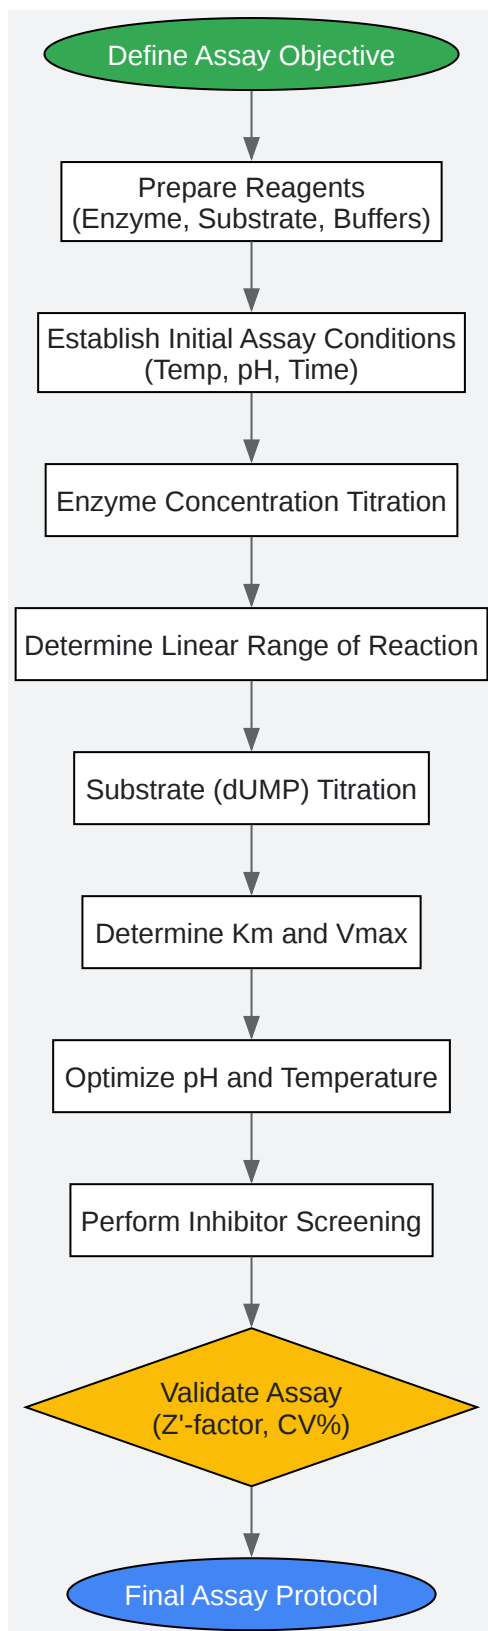 Define Assay Objective
Prepare Reagents
(Enzyme, Substrate, Buffers)
Establish Initial Assay Conditions
(Temp, pH, Time)
Enzyme Concentration Titration
Determine Linear Range of Reaction
Substrate (dUMP) Titration
Determine Km and Vmax
Optimize pH and Temperature
Perform Inhibitor Screening
Validate Assay
(Z'-factor, CV%)
Final Assay Protocol